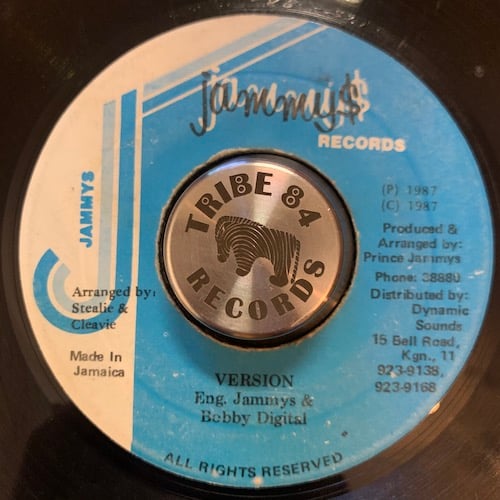 jammy$
RECORDS
JAMMYS
TRIBE 84
RECORDS
(P) 1987
(C) 1987
Produced &
Arranged by:
Prince Jammys
Phone: 38880
Distributed by:
Dynamic
Sounds
15 Bell Road,
Kgn., 11
923-9138,
923-9168
Arranged by:
Stealie &
Cleavie
Made In
Jamaica
VERSION
Eng. Jammys &
Bobby Digital
ALL RIGHTS RESERVED